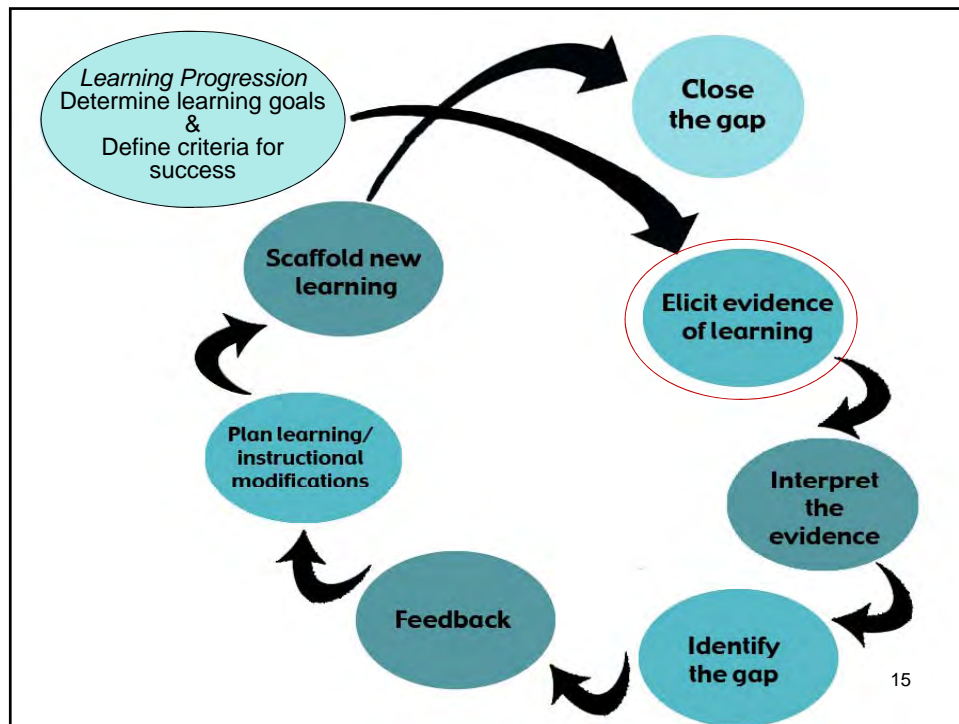 Learning Progression
Determine learning goals
&
Define criteria for
success
Close
the gap
Scaffold new
learning
Elicit evidence
of learning
Plan learning/
instructional
modifications
Interpret
the
evidence
Feedback
Identify
the gap
15